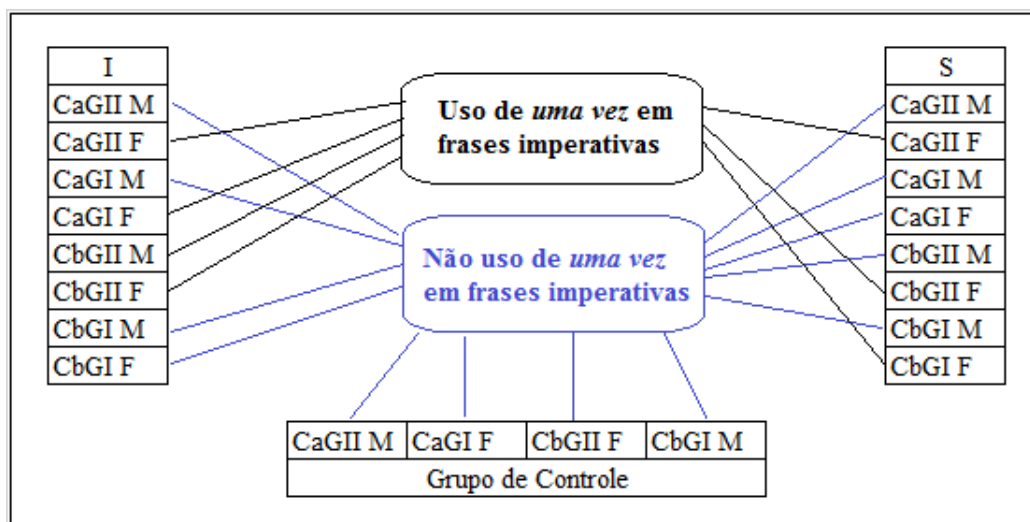 I
CaGII M
CaGII F
CaGI M
CaGI F
CbGII M
CbGII F
CbGI M
CbGI F
Uso de uma vez em
frases imperativas
Não uso de uma vez
em frases imperativas
S
CaGII M
CaGII F
CaGI M
CaGI F
CbGII M
CbGII F
CbGI M
CbGI F
CaGII M CaGI F CbGII F CbGI M
Grupo de Controle